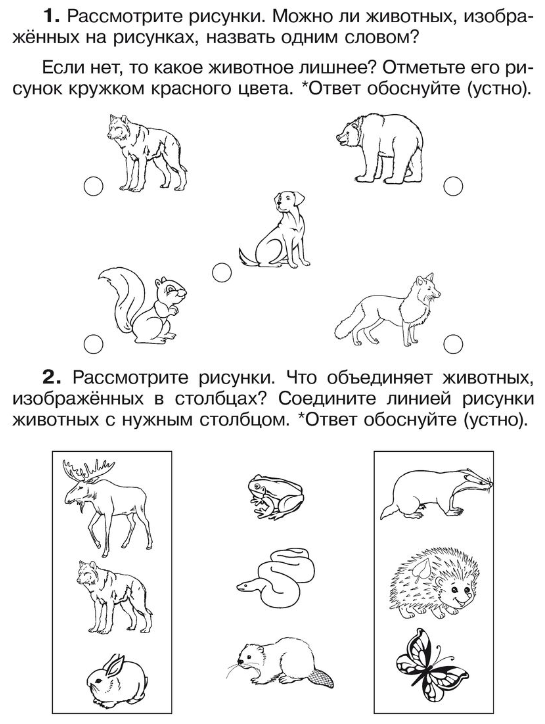 1. Рассмотрите рисунки. Можно ли животных, изобра-
жённых на рисунках, назвать одним словом?
Если нет, то какое животное лишнее? Отметьте его ри-
сунок кружком красного цвета. *Ответ обоснуйте (устно).
2. Рассмотрите рисунки. Что объединяет животных,
изображённых в столбцах? Соедините линией рисунки
животных с нужным столбцом. *Ответ обоснуйте (устно).